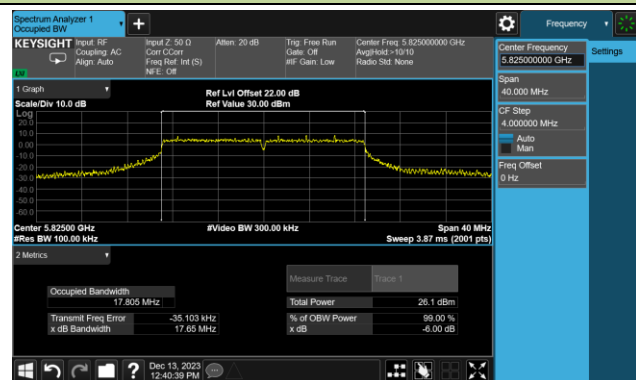 Spectrum Analyzer 1
Occupied BW
Frequency
KEYSIGHT
Input: RF
Coupling: AC
Align: Auto
Input Z: 50 Ω
Corr CCorr
Freq Ref: Int (S)
NFE: Off
Atten: 20 dB
Trig: Free Run
Gate: Off
#IF Gain: Low
Center Freq: 5.825000000 GHz
Avg|Hold:>10/10
Radio Std: None
Center Frequency
5.825000000 GHz
Settings
Span
40.000 MHz
CF Step
4.000000 MHz
Auto
Man
Freq Offset
0 Hz
1 Graph
Scale/Div 10.0 dB
Ref Lvl Offset 22.00 dB
Ref Value 30.00 dBm
Log
20.0
10.0
0.00
-10.0
-20.0
-30.0
-40.0
-50.0
-60.0
Center 5.82500 GHz
#Res BW 100.00 kHz
#Video BW 300.00 kHz
Span 40 MHz
Sweep 3.87 ms (2001 pts)
2 Metrics
Measure Trace
Trace 1
Occupied Bandwidth
17.805 MHz
Total Power
26.1 dBm
Transmit Freq Error
-35.103 kHz
% of OBW Power
99.00 %
x dB Bandwidth
17.65 MHz
x dB
-6.00 dB
?
Dec 13, 2023
12:40:39 PM